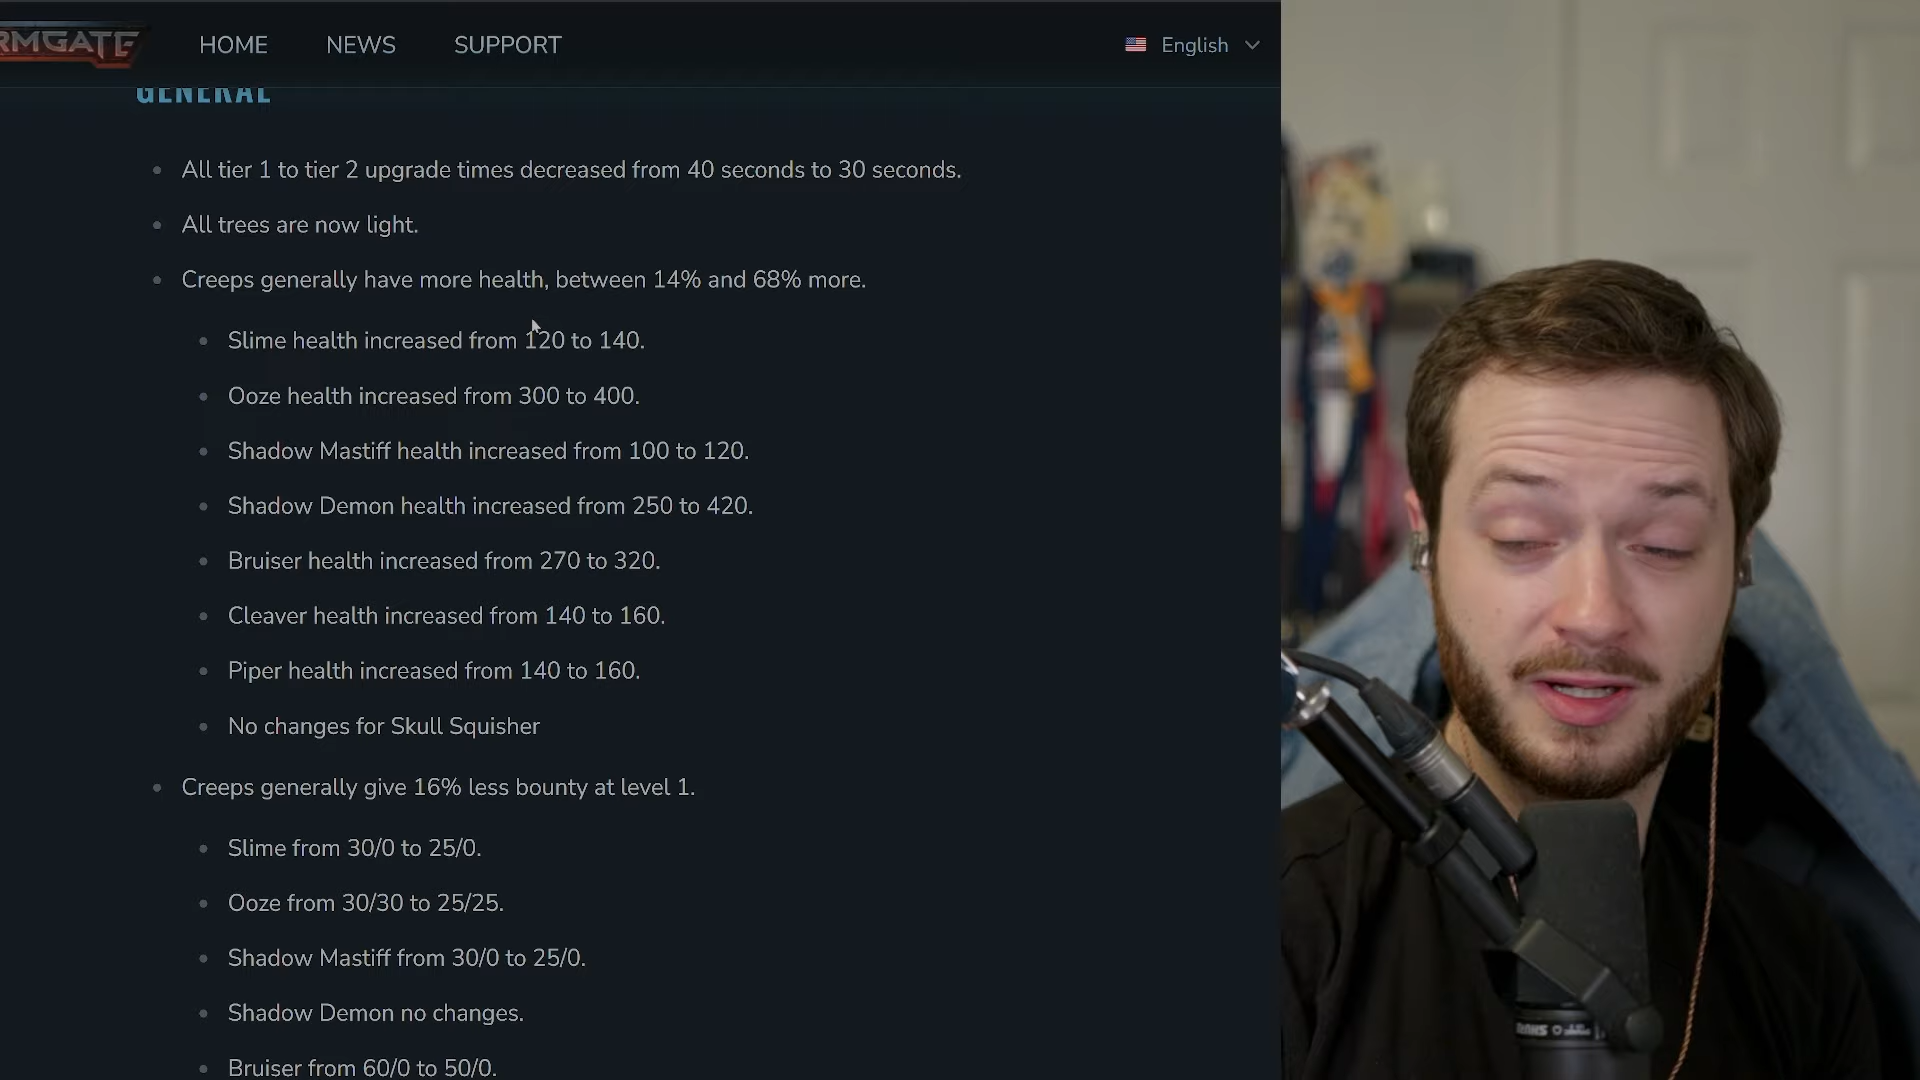 RMGATE
HOME
NEWS
SUPPORT
English
GENERAL
All tier 1 to tier 2 upgrade times decreased from 40 seconds to 30 seconds.
All trees are now light.
Creeps generally have more health, between 14% and 68% more.
Slime health increased from 120 to 140.
Ooze health increased from 300 to 400.
Shadow Mastiff health increased from 100 to 120.
Shadow Demon health increased from 250 to 420.
Bruiser health increased from 270 to 320.
Cleaver health increased from 140 to 160.
Piper health increased from 140 to 160.
No changes for Skull Squisher
Creeps generally give 16% less bounty at level 1.
Slime from 30/0 to 25/0.
Ooze from 30/30 to 25/25.
Shadow Mastiff from 30/0 to 25/0.
Shadow Demon no changes.
Bruiser from 60/0 to 50/0.